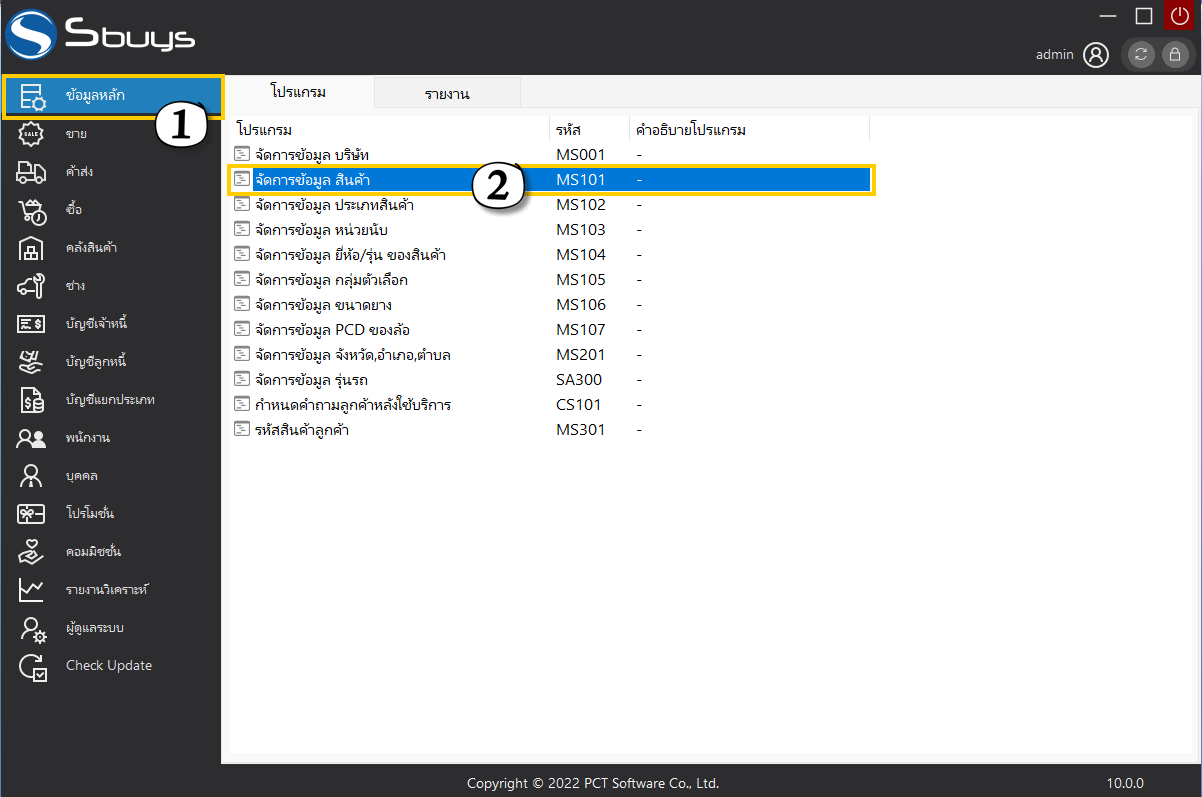 Sbuys
admin
ข้อมูลหลัก
1
ขาย
ค้าส่ง
ซื้อ
คลังสินค้า
ช่าง
บัญชีเจ้าหนี้
บัญชีลูกหนี้
บัญชีแยกประเภท
พนักงาน
บุคคล
โปรโมชั่น
คอมมิชชั่น
รายงานวิเคราะห์
ผู้ดูแลระบบ
Check Update
โปรแกรม รายงาน
โปรแกรม รหัส คำอธิบายโปรแกรม
จัดการข้อมูล บริษัท MS001 -
จัดการข้อมูล สินค้า 2 MS101 -
จัดการข้อมูล ประเภทสินค้า MS102 -
จัดการข้อมูล หน่วยนับ MS103 -
จัดการข้อมูล ยี่ห้อ/รุ่น ของสินค้า MS104 -
จัดการข้อมูล กลุ่มตัวเลือก MS105 -
จัดการข้อมูล ขนาดยาง MS106 -
จัดการข้อมูล PCD ของล้อ MS107 -
จัดการข้อมูล จังหวัด,อำเภอ,ตำบล MS201 -
จัดการข้อมูล รุ่นรถ SA300 -
กำหนดคำถามลูกค้าหลังใช้บริการ CS101 -
รหัสสินค้าลูกค้า MS301 -
Copyright © 2022 PCT Software Co., Ltd. 10.0.0